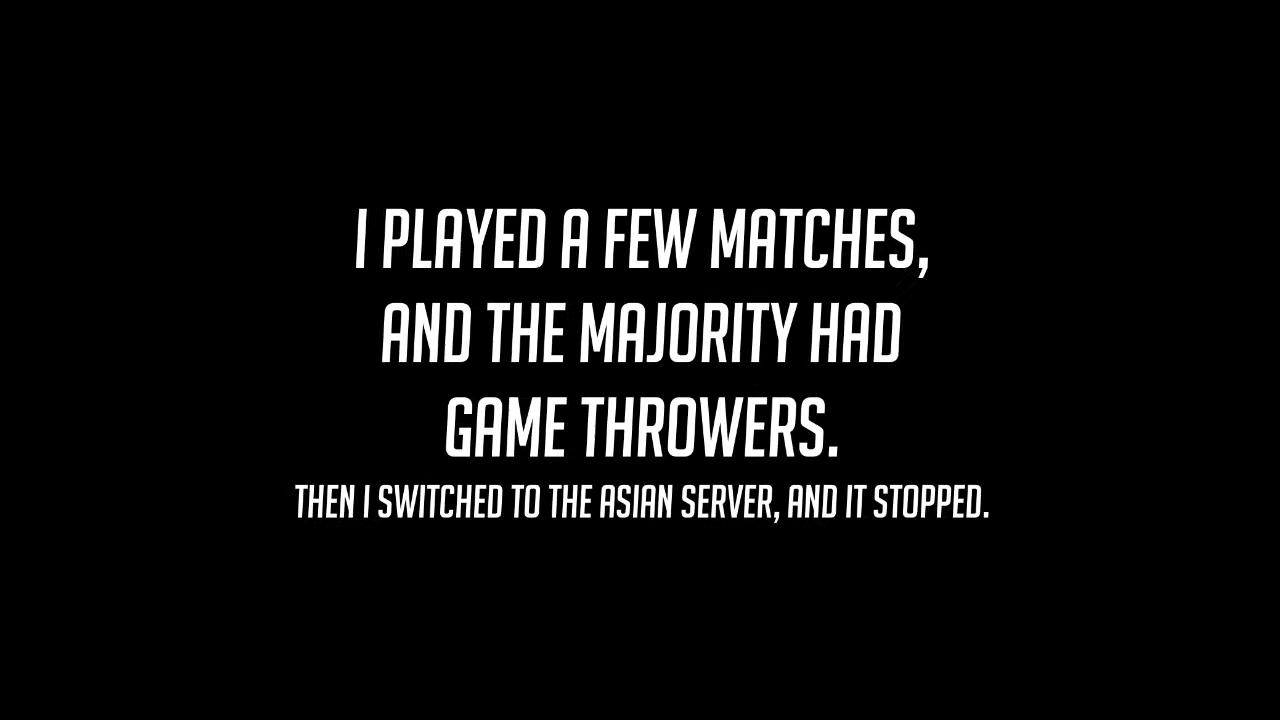 I PLAYED A FEW MATCHES,
AND THE MAJORITY HAD
GAME THROWERS.
THEN I SWITCHED TO THE ASIAN SERVER, AND IT STOPPED.